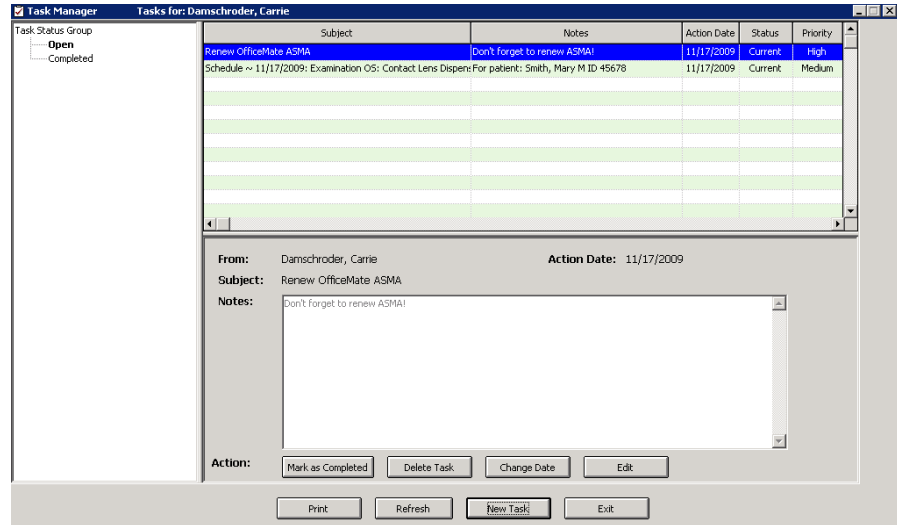 Task Manager Tasks for: Damschroder, Carrie
Task Status Group
Open
Completed
Subject Notes Action Date Status Priority
Renew OfficeMate ASMA Don't forget to renew ASMA! 11/17/2009 Current High
Schedule ~ 11/17/2009: Examination OS: Contact Lens Dispens For patient: Smith, Mary M ID 45678 11/17/2009 Current Medium
From: Damschroder, Carrie Action Date: 11/17/2009
Subject: Renew OfficeMate ASMA
Notes: Don't forget to renew ASMA!
Action: Mark as Completed Delete Task Change Date Edit
Print Refresh New Task Exit